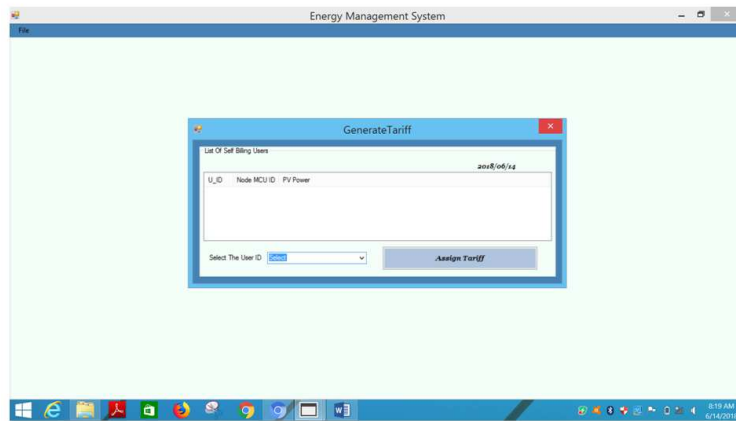 Energy Management System
File
GenerateTariff
List Of Self Billing Users
2018/06/14
U_ID Node MCU ID PV Power
Select The User ID Select Assign Tariff
8:19 AM
6/14/2018